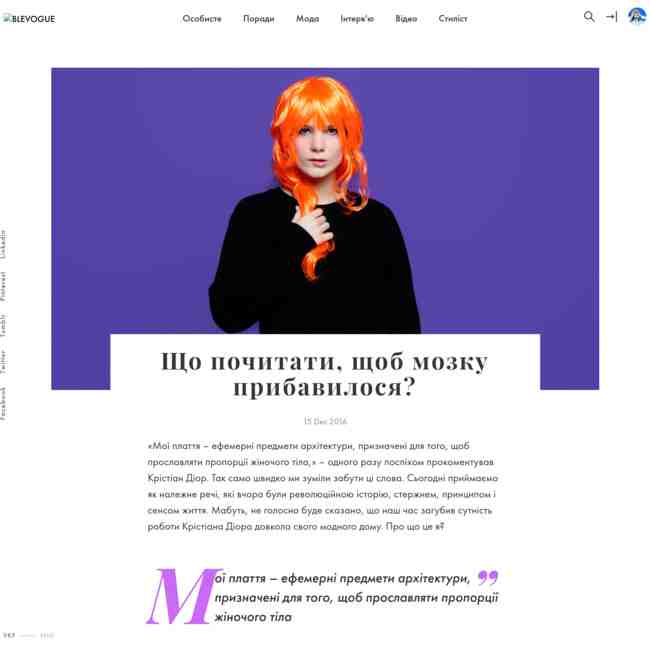 BLEVOGUE
Особисте Поради Мода Інтерв'ю Відео Стиліст
Linkedin
Pinterest
Tumblr
Twitter
Facebook
Що почитати, щоб мозку
прибавилося?
15 Dec 2016
«Мої плаття – ефемерні предмети архітектури, призначені для того, щоб
прославляти пропорції жіночого тіла,» – одного разу поспіхом прокоментував
Крістіан Діор. Так само швидко ми зуміли забути ці слова. Сьогодні приймаємо
як належне речі, які вчора були революційною історію, стержнем, принципом і
сенсом життя. Мабуть, не голосно буде сказано, що наш час загубив сутність
работи Крістіана Діора довкола свого модного дому. Про що це я?
Мої плаття – ефемерні предмети архітектури, ”
призначені для того, щоб прославляти пропорції
жіночого тіла
УКР